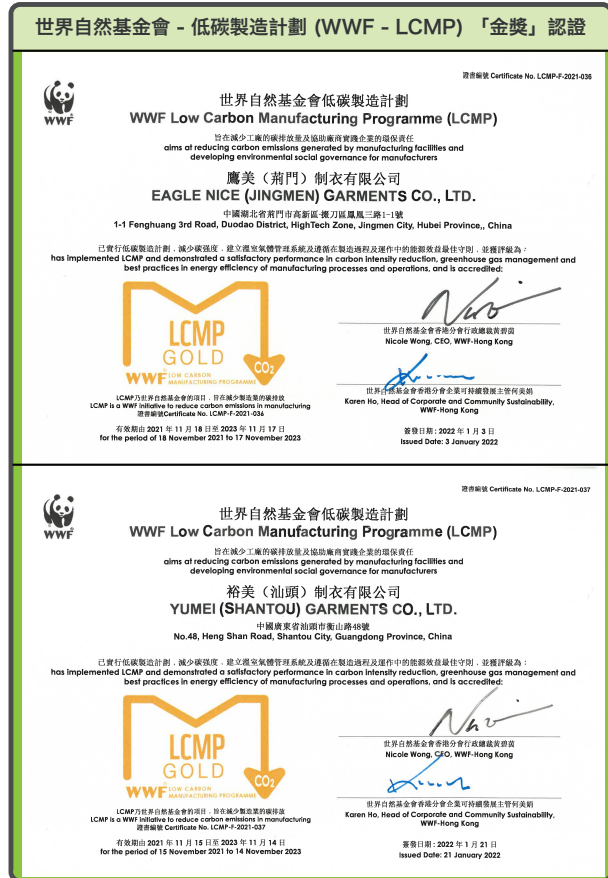 世界自然基金會 - 低碳製造計劃 (WWF - LCMP) 「金獎」認證
證書編號 Certificate No. LCMP-F-2021-036
WWF
世界自然基金會低碳製造計劃
WWF Low Carbon Manufacturing Programme (LCMP)
旨在減少工廠的碳排放量及協助廠商實踐企業的環保責任
aims at reducing carbon emissions generated by manufacturing facilities and
developing environmental social governance for manufacturers
鷹美（荊門）制衣有限公司
EAGLE NICE (JINGMEN) GARMENTS CO., LTD.
中國湖北省荊門市高新區·掇刀區鳳凰三路1-1號
1-1 Fenghuang 3rd Road, Duodao District, HighTech Zone, Jingmen City, Hubei Province,, China
已實行低碳製造計劃﹐減少碳强度﹐建立溫室氣體管理系統及遵循在製造過程及運作中的能源效益最佳守則﹐並獲評級為：
has implemented LCMP and demonstrated a satisfactory performance in carbon intensity reduction, greenhouse gas management and
best practices in energy efficiency of manufacturing processes and operations, and is accredited:
LCMP
GOLD
CO2
WWF LOW CARBON
MANUFACTURING PROGRAMME
LCMP乃世界自然基金會的項目﹐旨在減少製造業的碳排放
LCMP is a WWF initiative to reduce carbon emissions in manufacturing
證書編號Certificate No. LCMP-F-2021-036
有效期由 2021 年 11 月 18 日至 2023 年 11 月 17 日
for the period of 18 November 2021 to 17 November 2023
世界自然基金會香港分會行政總裁黃碧茵
Nicole Wong, CEO, WWF-Hong Kong
世界自然基金會香港分會企業可持續發展主管何美娟
Karen Ho, Head of Corporate and Community Sustainability,
WWF-Hong Kong
簽發日期：2022 年 1 月 3 日
Issued Date: 3 January 2022
證書編號 Certificate No. LCMP-F-2021-037
WWF
世界自然基金會低碳製造計劃
WWF Low Carbon Manufacturing Programme (LCMP)
旨在減少工廠的碳排放量及協助廠商實踐企業的環保責任
aims at reducing carbon emissions generated by manufacturing facilities and
developing environmental social governance for manufacturers
裕美（汕頭）制衣有限公司
YUMEI (SHANTOU) GARMENTS CO., LTD.
中國廣東省汕頭市衡山路48號
No.48, Heng Shan Road, Shantou City, Guangdong Province, China
已實行低碳製造計劃﹐減少碳强度﹐建立溫室氣體管理系統及遵循在製造過程及運作中的能源效益最佳守則﹐並獲評級為：
has implemented LCMP and demonstrated a satisfactory performance in carbon intensity reduction, greenhouse gas management and
best practices in energy efficiency of manufacturing processes and operations, and is accredited:
LCMP
GOLD
CO2
WWF LOW CARBON
MANUFACTURING PROGRAMME
LCMP乃世界自然基金會的項目﹐旨在減少製造業的碳排放
LCMP is a WWF initiative to reduce carbon emissions in manufacturing
證書編號 Certificate No. LCMP-F-2021-037
有效期由 2021 年 11 月 15 日至 2023 年 11 月 14 日
for the period of 15 November 2021 to 14 November 2023
世界自然基金會香港分會行政總裁黃碧茵
Nicole Wong, CEO, WWF-Hong Kong
世界自然基金會香港分會企業可持續發展主管何美娟
Karen Ho, Head of Corporate and Community Sustainability,
WWF-Hong Kong
簽發日期：2022 年 1 月 21 日
Issued Date: 21 January 2022